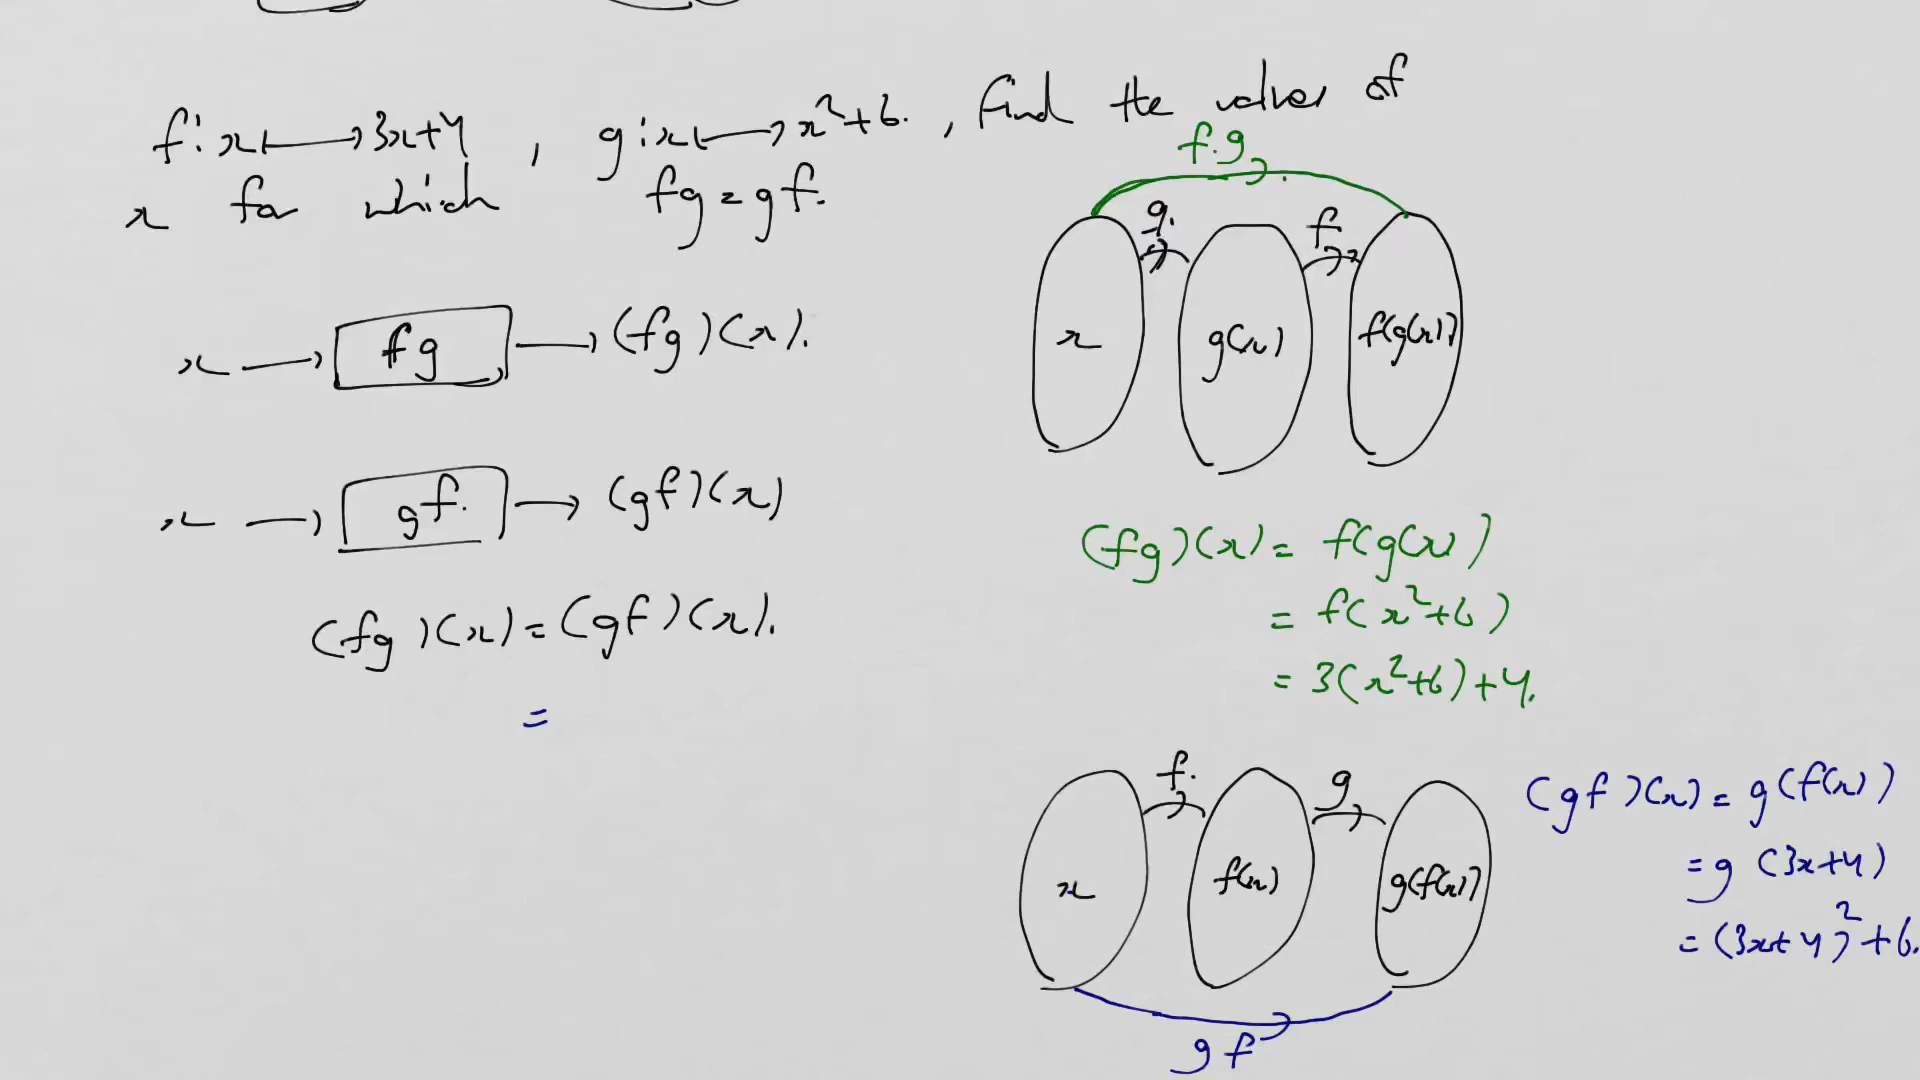 f : x ⟼ 3x+4 , g : x ⟼ x²+6. , find the values of
x for which fg = gf.
x → fg → (fg)(x).
x → gf. → (gf)(x)
(fg)(x) = (gf)(x).
=
f.g
g. f
x g(x) f(g(x))
(fg)(x) = f(g(x))
= f(x²+6)
= 3(x²+6)+4.
f. g
x f(x) g(f(x))
gf
(gf)(x) = g(f(x))
= g (3x+4)
= (3x+4)²+6.